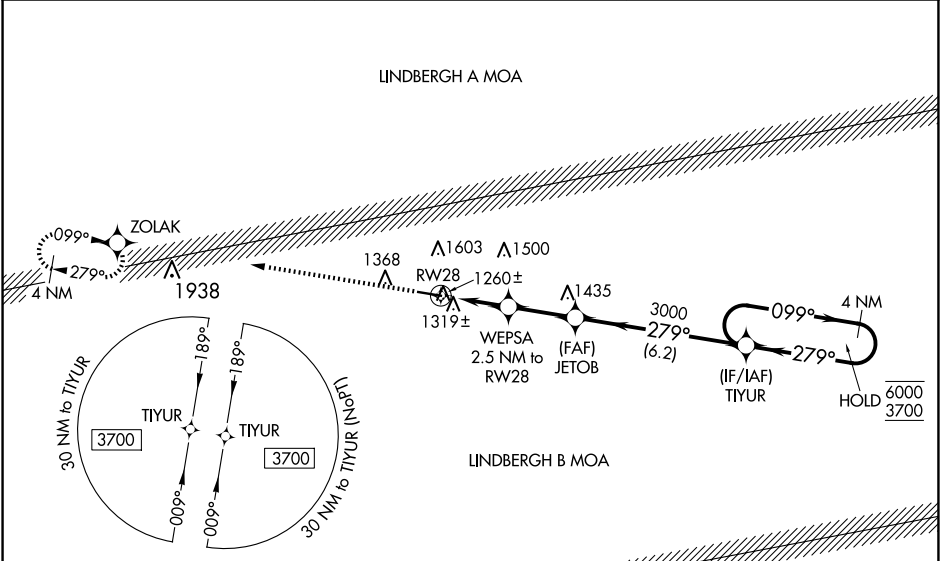 LINDBERGH A MOA
ZOLAK
099°
279°
4 NM
1938
1368
1603
1500
RW28
1260±
1319±
1435
WEPSA
2.5 NM to
RW28
(FAF)
JETOB
3000
279°
(6.2)
(IF/IAF)
TIYUR
099°
4 NM
279°
HOLD
6000
3700
30 NM to TIYUR
189°
TIYUR
3700
009°
189°
TIYUR
3700
009°
30 NM to TIYUR (NoPT)
LINDBERGH B MOA